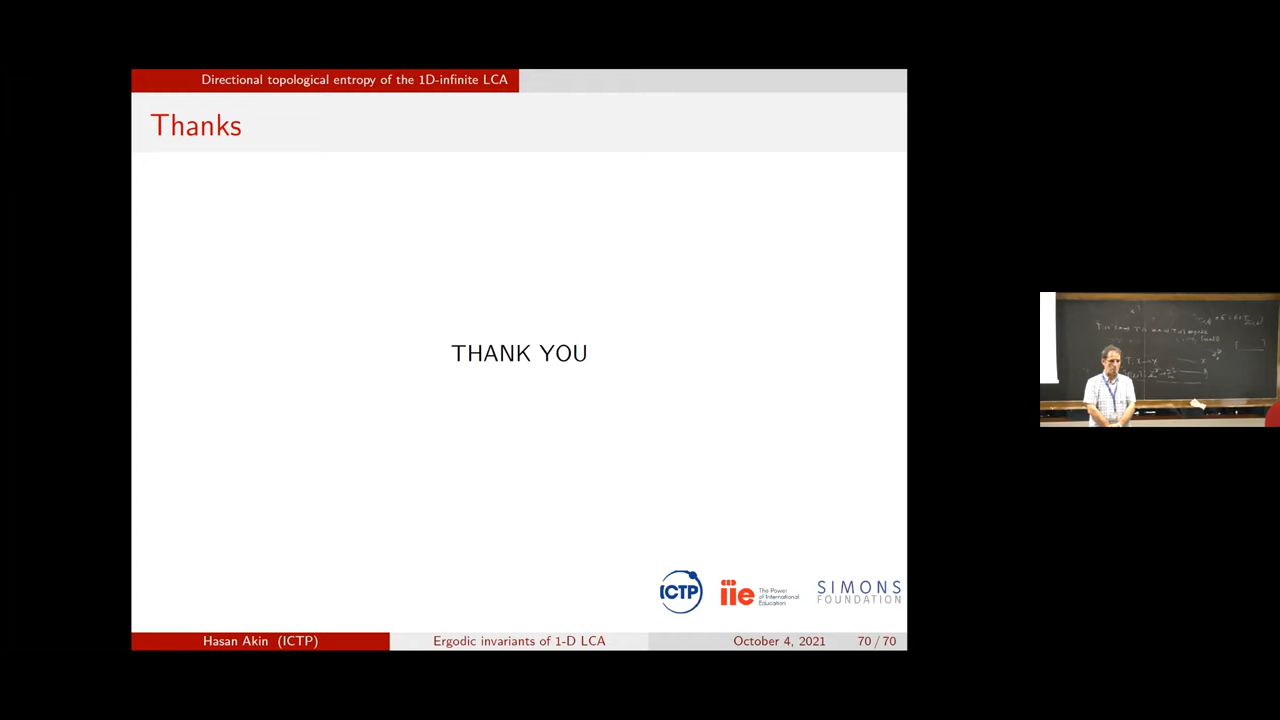 Directional topological entropy of the 1D-infinite LCA
Thanks
THANK YOU
ICTP
iie
The Power
of International
Education
SIMONS
FOUNDATION
Hasan Akin (ICTP)
Ergodic invariants of 1-D LCA
October 4, 2021
70 / 70